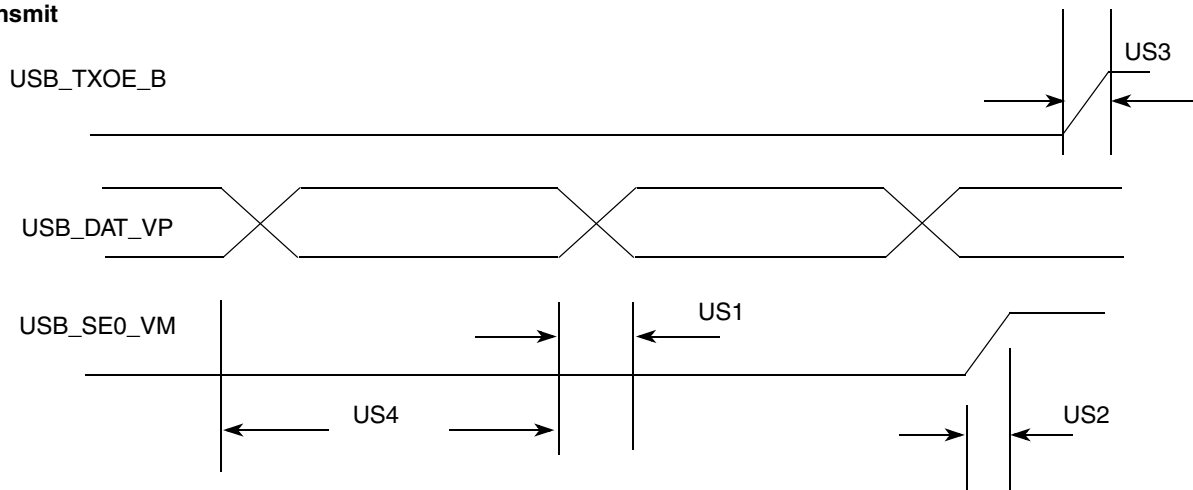 nsmit
US3
USB_TXOE_B
USB_DAT_VP
US1
USB_SE0_VM
US4
US2